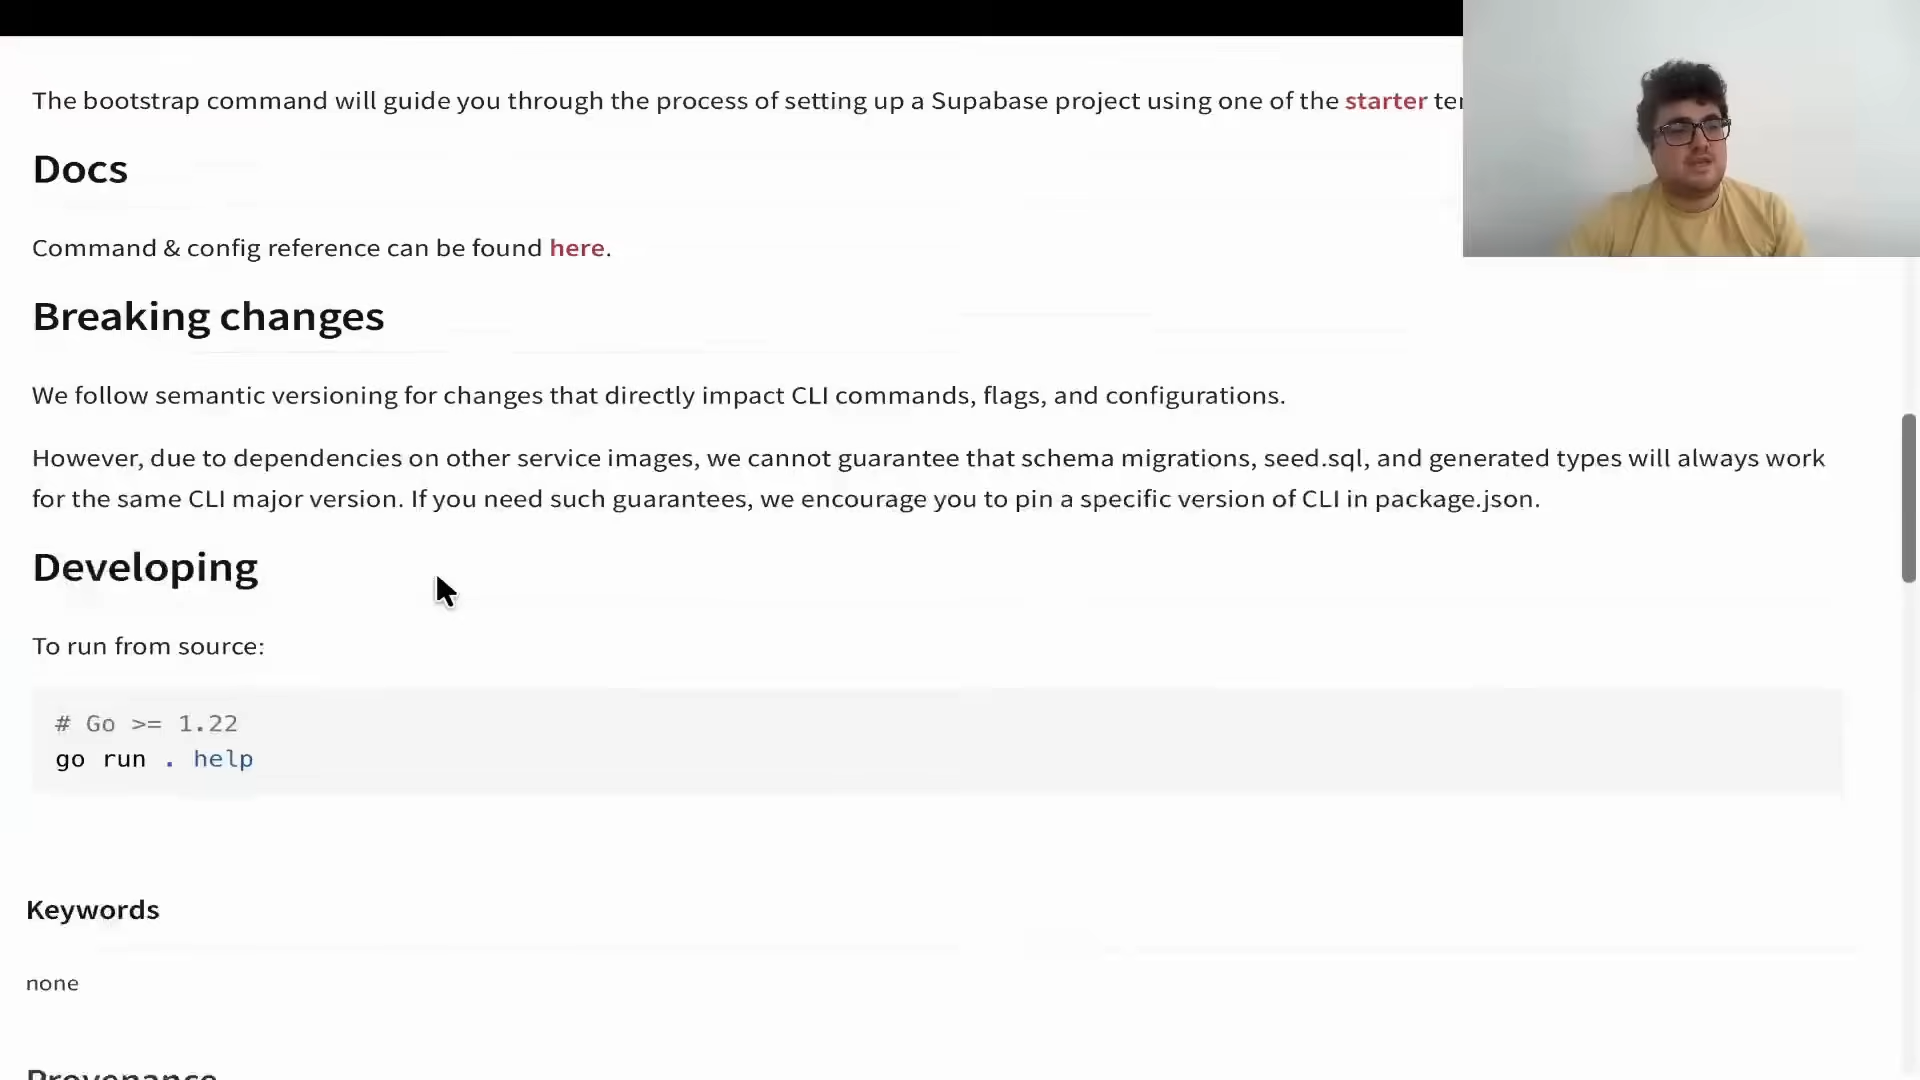 The bootstrap command will guide you through the process of setting up a Supabase project using one of the starter
Docs
Command & config reference can be found here.
Breaking changes
We follow semantic versioning for changes that directly impact CLI commands, flags, and configurations.
However, due to dependencies on other service images, we cannot guarantee that schema migrations, seed.sql, and generated types will always work
for the same CLI major version. If you need such guarantees, we encourage you to pin a specific version of CLI in package.json.
Developing
To run from source:
# Go >= 1.22
go run . help
Keywords
none
Provenance